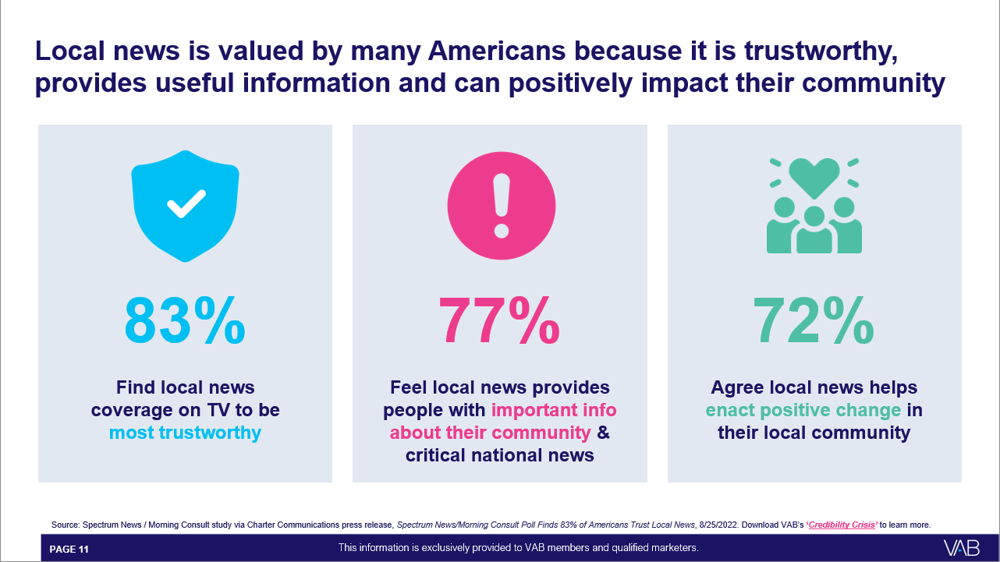 Local news is valued by many Americans because it is trustworthy,
provides useful information and can positively impact their community
83%
Find local news
coverage on TV to be
most trustworthy
77%
Feel local news provides
people with important info
about their community &
critical national news
72%
Agree local news helps
enact positive change in
their local community
Source: Spectrum News / Morning Consult study via Charter Communications press release, Spectrum News/Morning Consult Poll Finds 83% of Americans Trust Local News, 8/25/2022. Download VAB's 'Credibility Crisis' to learn more.
PAGE 11
This information is exclusively provided to VAB members and qualified marketers.
VAB